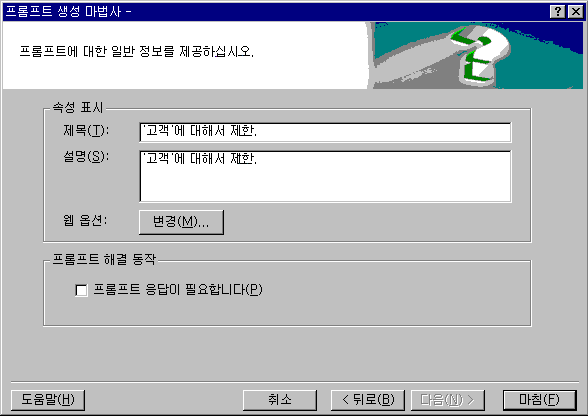 프롬프트 생성 마법사 -
프롬프트에 대한 일반 정보를 제공하십시오.
속성 표시
제목(T): '고객'에 대해서 제한.
설명(S): '고객'에 대해서 제한.
웹 옵션: 변경(M)...
프롬프트 해결 동작
프롬프트 응답이 필요합니다(P)
도움말(H) 취소 < 뒤로(B) 다음(N) > 마침(F)